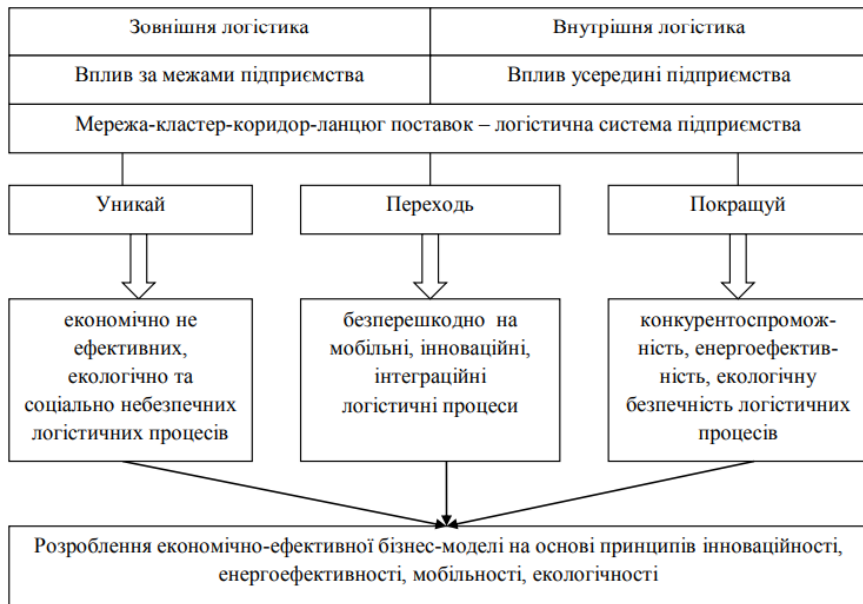 Зовнішня логістика
Внутрішня логістика
Вплив за межами підприємства
Вплив усередині підприємства
Мережа-кластер-коридор-ланцюг поставок – логістична система підприємства
Уникай
Переходь
Покращуй
економічно не
ефективних,
екологічно та
соціально небезпечних
логістичних процесів
безперешкодно на
мобільні, інноваційні,
інтеграційні
логістичні процеси
конкурентоспромож-
ність, енергоефектив-
ність, екологічну
безпечність логістичних
процесів
Розроблення економічно-ефективної бізнес-моделі на основі принципів інноваційності,
енергоефективності, мобільності, екологічності